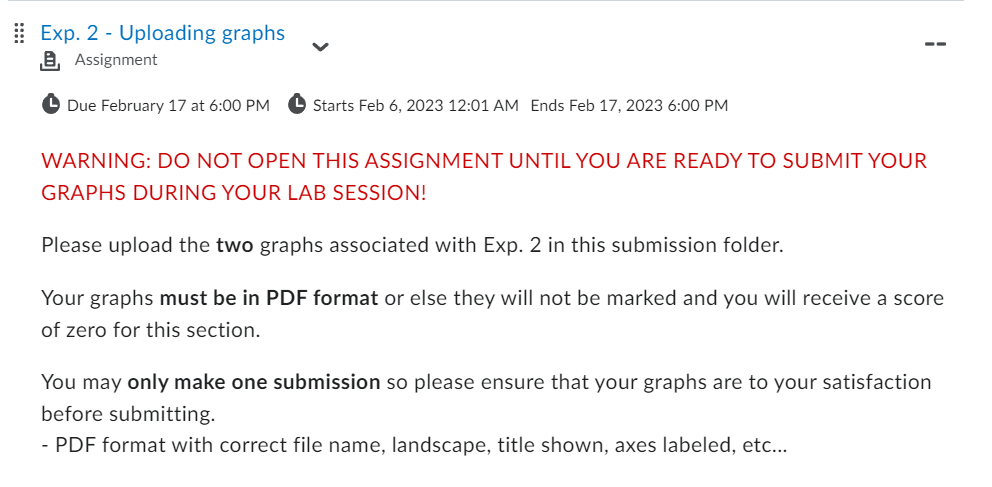 Exp. 2 - Uploading graphs
--
Assignment
Due February 17 at 6:00 PM Starts Feb 6, 2023 12:01 AM Ends Feb 17, 2023 6:00 PM
WARNING: DO NOT OPEN THIS ASSIGNMENT UNTIL YOU ARE READY TO SUBMIT YOUR
GRAPHS DURING YOUR LAB SESSION!
Please upload the two graphs associated with Exp. 2 in this submission folder.
Your graphs must be in PDF format or else they will not be marked and you will receive a score
of zero for this section.
You may only make one submission so please ensure that your graphs are to your satisfaction
before submitting.
- PDF format with correct file name, landscape, title shown, axes labeled, etc...